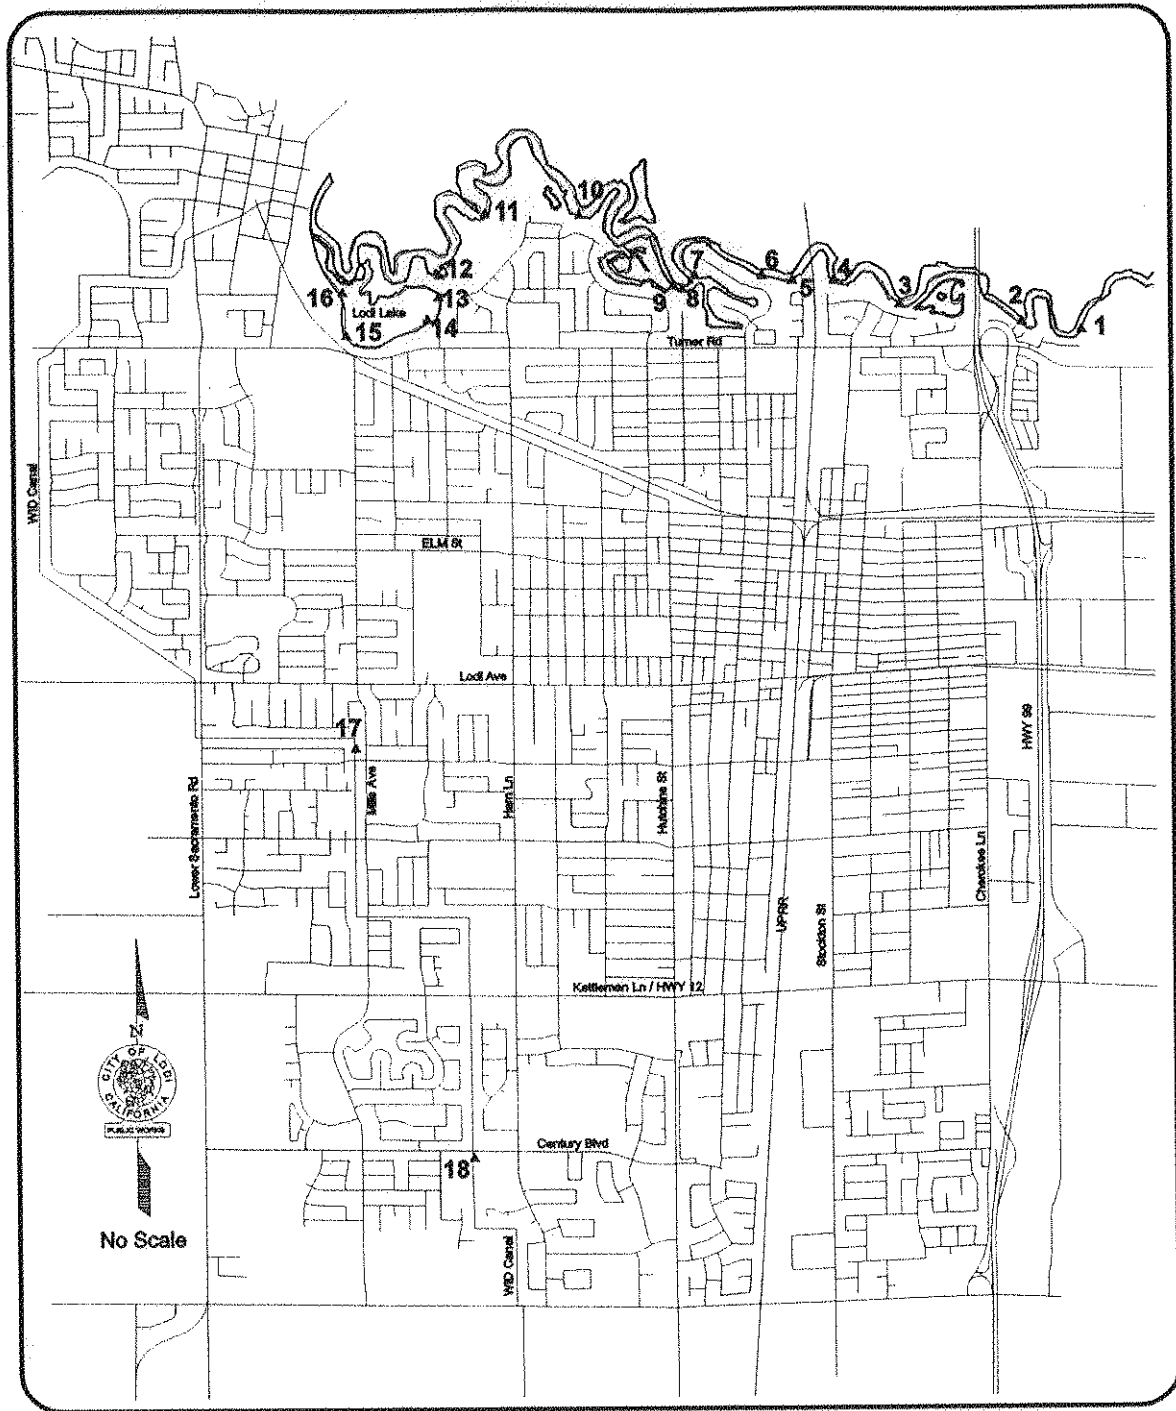 10
11
12
7
6
5
4
3
2
1
16
13
9
8
Lodi Lake
15
14
Turner Rd
WID Canal
ELM St
Lodi Ave
17
HWY 99
Lower Sacramento Rd
Mills Ave
Ham Ln
Hutchins St
Cherokee Ln
UPRR
Stockton St
Kettleman Ln / HWY 12
N
CITY OF LODI
CALIFORNIA
PUBLIC WORKS
Century Blvd
18
No Scale
WID Canal